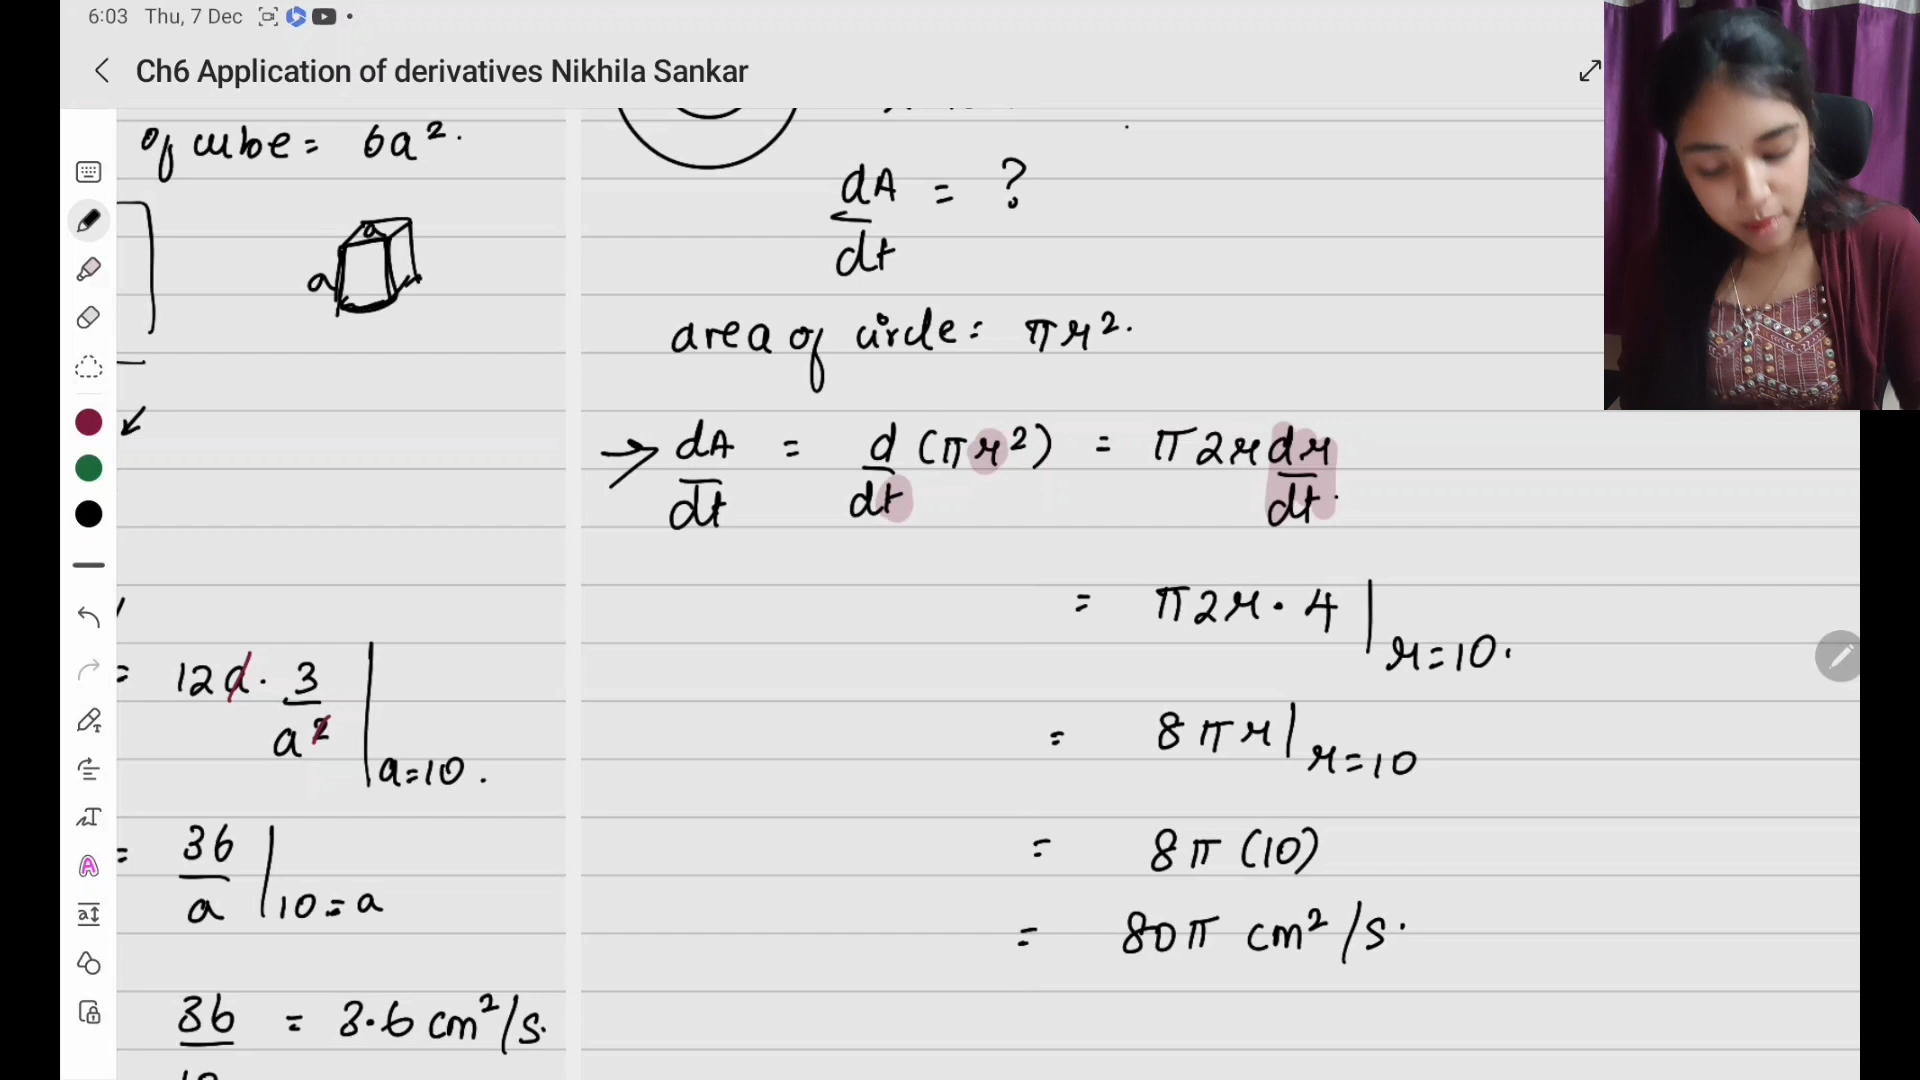 6:03 Thu, 7 Dec
Ch6 Application of derivatives Nikhila Sankar
of cube = 6a².
a
a
= 12a · 3/a² |a=10.
= 36/a |10=a
36/10 = 3.6 cm²/s.
dA/dt = ?
area of circle = πr².
→ dA/dt = d/dt (πr²) = π2r dr/dt.
= π2r · 4 |r=10.
= 8πr |r=10
= 8π (10)
= 80π cm²/s.